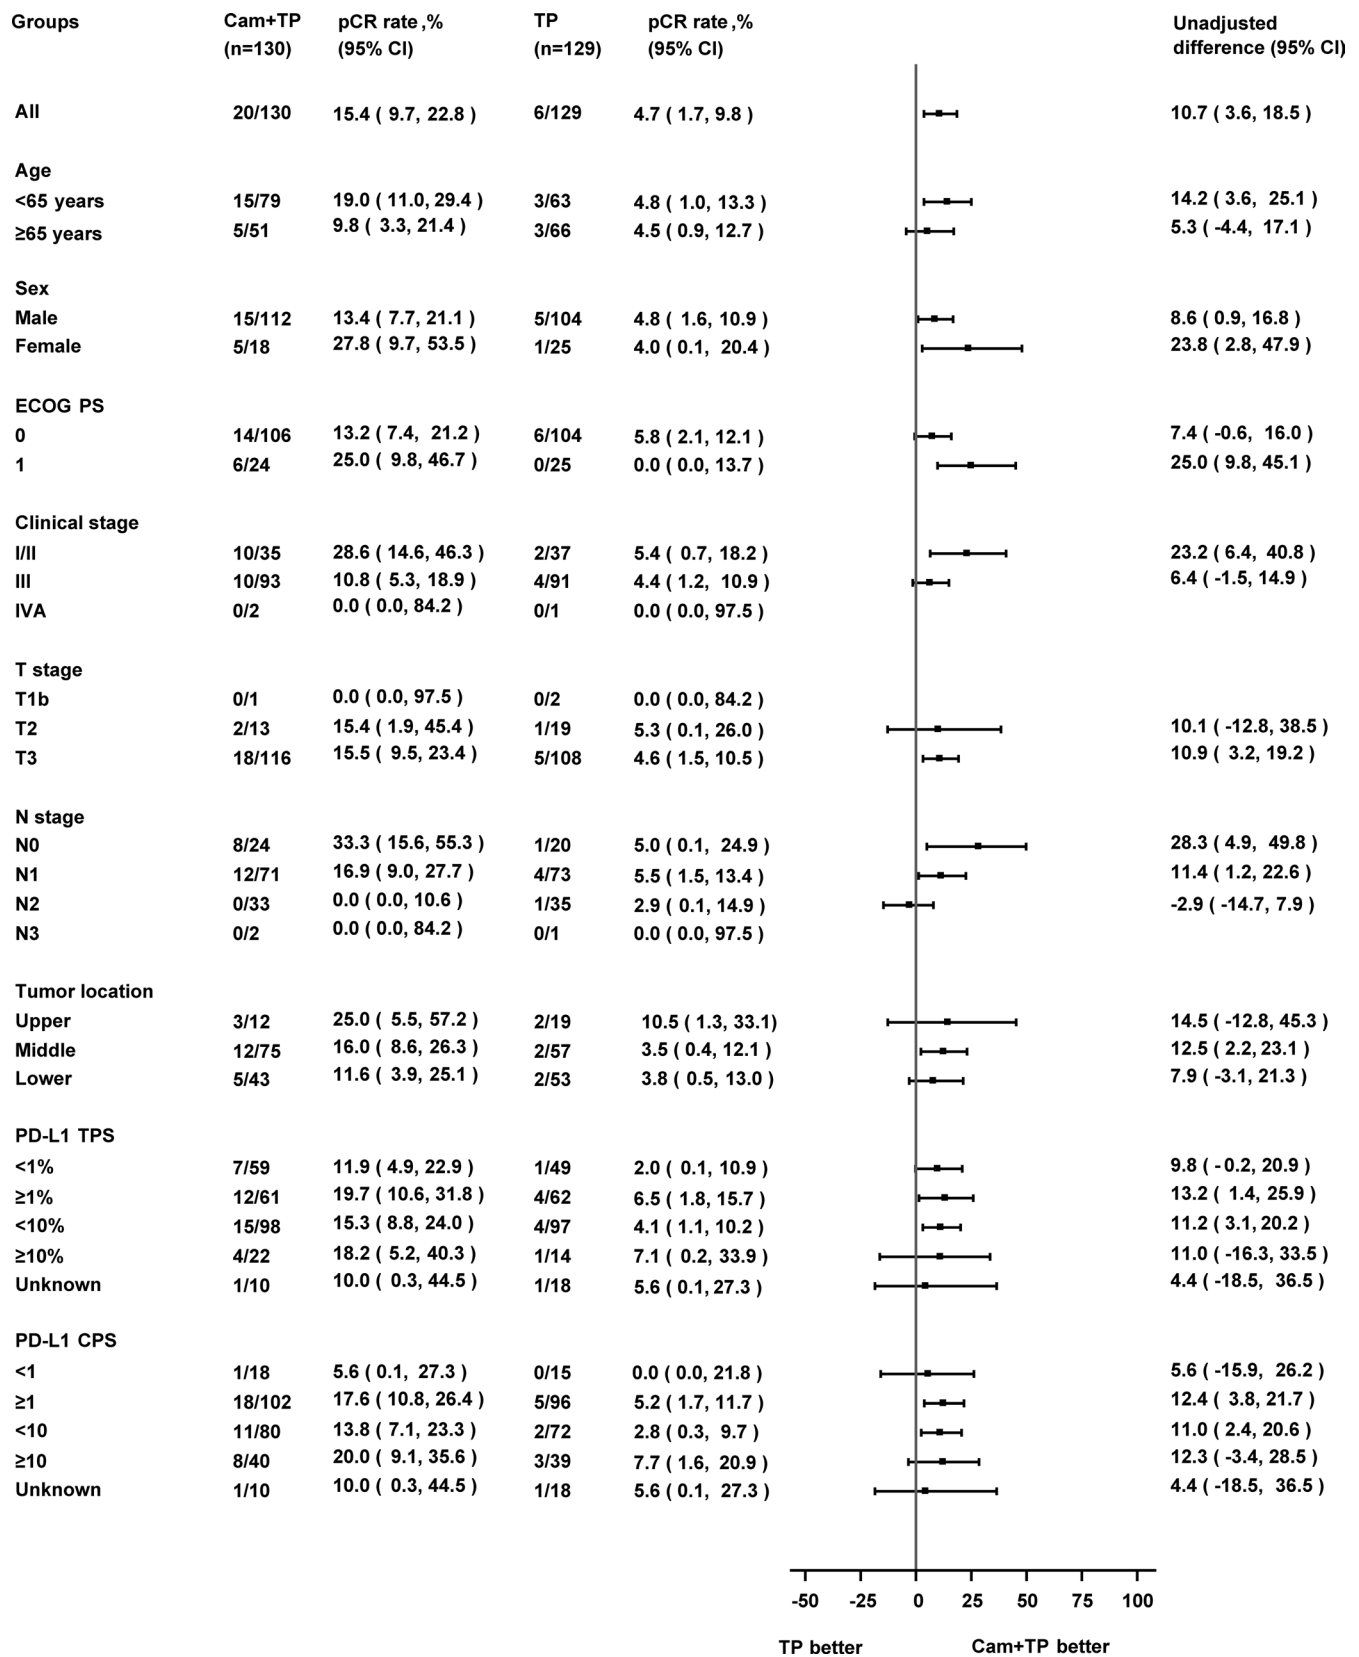 Groups Cam+TP pCR rate ,% TP pCR rate ,% Unadjusted
(n=130) (95% CI) (n=129) (95% CI) difference (95% CI)
All 20/130 15.4 ( 9.7, 22.8 ) 6/129 4.7 ( 1.7, 9.8 ) 10.7 ( 3.6, 18.5 )
Age
<65 years 15/79 19.0 ( 11.0, 29.4 ) 3/63 4.8 ( 1.0, 13.3 ) 14.2 ( 3.6, 25.1 )
≥65 years 5/51 9.8 ( 3.3, 21.4 ) 3/66 4.5 ( 0.9, 12.7 ) 5.3 ( -4.4, 17.1 )
Sex
Male 15/112 13.4 ( 7.7, 21.1 ) 5/104 4.8 ( 1.6, 10.9 ) 8.6 ( 0.9, 16.8 )
Female 5/18 27.8 ( 9.7, 53.5 ) 1/25 4.0 ( 0.1, 20.4 ) 23.8 ( 2.8, 47.9 )
ECOG PS
0 14/106 13.2 ( 7.4, 21.2 ) 6/104 5.8 ( 2.1, 12.1 ) 7.4 ( -0.6, 16.0 )
1 6/24 25.0 ( 9.8, 46.7 ) 0/25 0.0 ( 0.0, 13.7 ) 25.0 ( 9.8, 45.1 )
Clinical stage
I/II 10/35 28.6 ( 14.6, 46.3 ) 2/37 5.4 ( 0.7, 18.2 ) 23.2 ( 6.4, 40.8 )
III 10/93 10.8 ( 5.3, 18.9 ) 4/91 4.4 ( 1.2, 10.9 ) 6.4 ( -1.5, 14.9 )
IVA 0/2 0.0 ( 0.0, 84.2 ) 0/1 0.0 ( 0.0, 97.5 )
T stage
T1b 0/1 0.0 ( 0.0, 97.5 ) 0/2 0.0 ( 0.0, 84.2 )
T2 2/13 15.4 ( 1.9, 45.4 ) 1/19 5.3 ( 0.1, 26.0 ) 10.1 ( -12.8, 38.5 )
T3 18/116 15.5 ( 9.5, 23.4 ) 5/108 4.6 ( 1.5, 10.5 ) 10.9 ( 3.2, 19.2 )
N stage
N0 8/24 33.3 ( 15.6, 55.3 ) 1/20 5.0 ( 0.1, 24.9 ) 28.3 ( 4.9, 49.8 )
N1 12/71 16.9 ( 9.0, 27.7 ) 4/73 5.5 ( 1.5, 13.4 ) 11.4 ( 1.2, 22.6 )
N2 0/33 0.0 ( 0.0, 10.6 ) 1/35 2.9 ( 0.1, 14.9 ) -2.9 ( -14.7, 7.9 )
N3 0/2 0.0 ( 0.0, 84.2 ) 0/1 0.0 ( 0.0, 97.5 )
Tumor location
Upper 3/12 25.0 ( 5.5, 57.2 ) 2/19 10.5 ( 1.3, 33.1) 14.5 ( -12.8, 45.3 )
Middle 12/75 16.0 ( 8.6, 26.3 ) 2/57 3.5 ( 0.4, 12.1 ) 12.5 ( 2.2, 23.1 )
Lower 5/43 11.6 ( 3.9, 25.1 ) 2/53 3.8 ( 0.5, 13.0 ) 7.9 ( -3.1, 21.3 )
PD-L1 TPS
<1% 7/59 11.9 ( 4.9, 22.9 ) 1/49 2.0 ( 0.1, 10.9 ) 9.8 ( -0.2, 20.9 )
≥1% 12/61 19.7 ( 10.6, 31.8 ) 4/62 6.5 ( 1.8, 15.7 ) 13.2 ( 1.4, 25.9 )
<10% 15/98 15.3 ( 8.8, 24.0 ) 4/97 4.1 ( 1.1, 10.2 ) 11.2 ( 3.1, 20.2 )
≥10% 4/22 18.2 ( 5.2, 40.3 ) 1/14 7.1 ( 0.2, 33.9 ) 11.0 ( -16.3, 33.5 )
Unknown 1/10 10.0 ( 0.3, 44.5 ) 1/18 5.6 ( 0.1, 27.3 ) 4.4 ( -18.5, 36.5 )
PD-L1 CPS
<1 1/18 5.6 ( 0.1, 27.3 ) 0/15 0.0 ( 0.0, 21.8 ) 5.6 ( -15.9, 26.2 )
≥1 18/102 17.6 ( 10.8, 26.4 ) 5/96 5.2 ( 1.7, 11.7 ) 12.4 ( 3.8, 21.7 )
<10 11/80 13.8 ( 7.1, 23.3 ) 2/72 2.8 ( 0.3, 9.7 ) 11.0 ( 2.4, 20.6 )
≥10 8/40 20.0 ( 9.1, 35.6 ) 3/39 7.7 ( 1.6, 20.9 ) 12.3 ( -3.4, 28.5 )
Unknown 1/10 10.0 ( 0.3, 44.5 ) 1/18 5.6 ( 0.1, 27.3 ) 4.4 ( -18.5, 36.5 )
-50 -25 0 25 50 75 100
TP better Cam+TP better